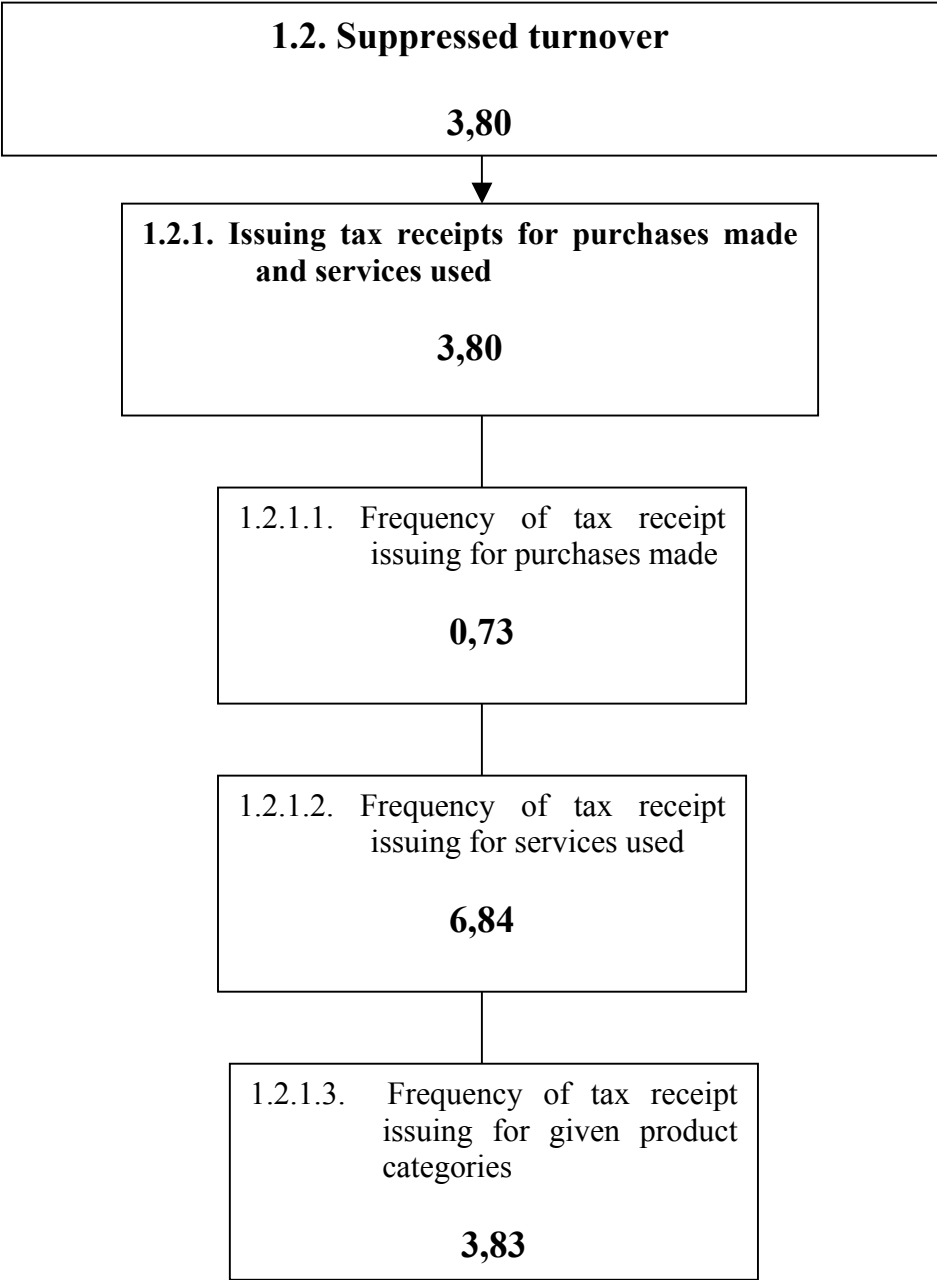 1.2. Suppressed turnover
3,80
1.2.1. Issuing tax receipts for purchases made
and services used
3,80
1.2.1.1. Frequency of tax receipt
issuing for purchases made
0,73
1.2.1.2. Frequency of tax receipt
issuing for services used
6,84
1.2.1.3. Frequency of tax receipt
issuing for given product
categories
3,83